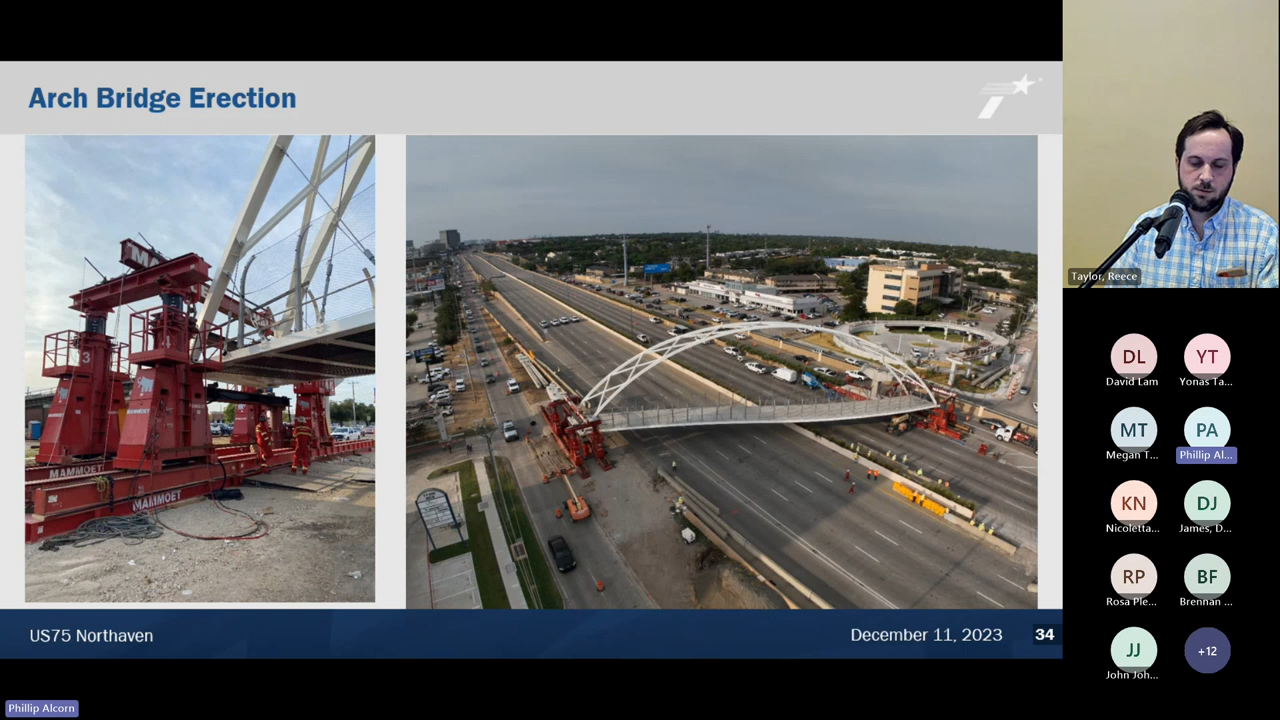 Arch Bridge Erection
MAMMOET
MAMMOET
US75 Northaven
December 11, 2023
34
Taylor, Reece
DL
David Lam
YT
Yonas Ta...
MT
Megan T...
PA
Phillip Al...
KN
Nicoletta...
DJ
James, D...
RP
Rosa Ple...
BF
Brennan ...
JJ
John Joh...
+12
Phillip Alcorn